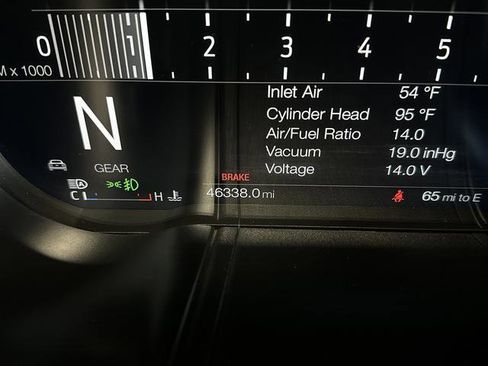 0 1 2 3 4 5
M x 1000
N
GEAR
Inlet Air 54 °F
Cylinder Head 95 °F
Air/Fuel Ratio 14.0
Vacuum 19.0 inHg
Voltage 14.0 V
BRAKE
C H
46338.0 mi
65 mi to E